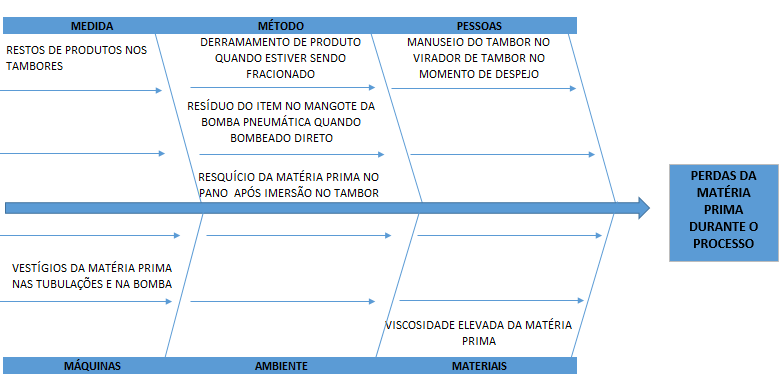 MEDIDA
MÉTODO
PESSOAS
RESTOS DE PRODUTOS NOS
TAMBORES
DERRAMAMENTO DE PRODUTO
QUANDO ESTIVER SENDO
FRACIONADO
MANUSEIO DO TAMBOR NO
VIRADOR DE TAMBOR NO
MOMENTO DE DESPEJO
RESÍDUO DO ITEM NO MANGOTE DA
BOMBA PNEUMÁTICA QUANDO
BOMBEADO DIRETO
RESQUÍCIO DA MATÉRIA PRIMA NO
PANO APÓS IMERSÃO NO TAMBOR
PERDAS DA
MATÉRIA
PRIMA
DURANTE O
PROCESSO
VESTÍGIOS DA MATÉRIA PRIMA
NAS TUBULAÇÕES E NA BOMBA
VISCOSIDADE ELEVADA DA MATÉRIA
PRIMA
MÁQUINAS
AMBIENTE
MATERIAIS